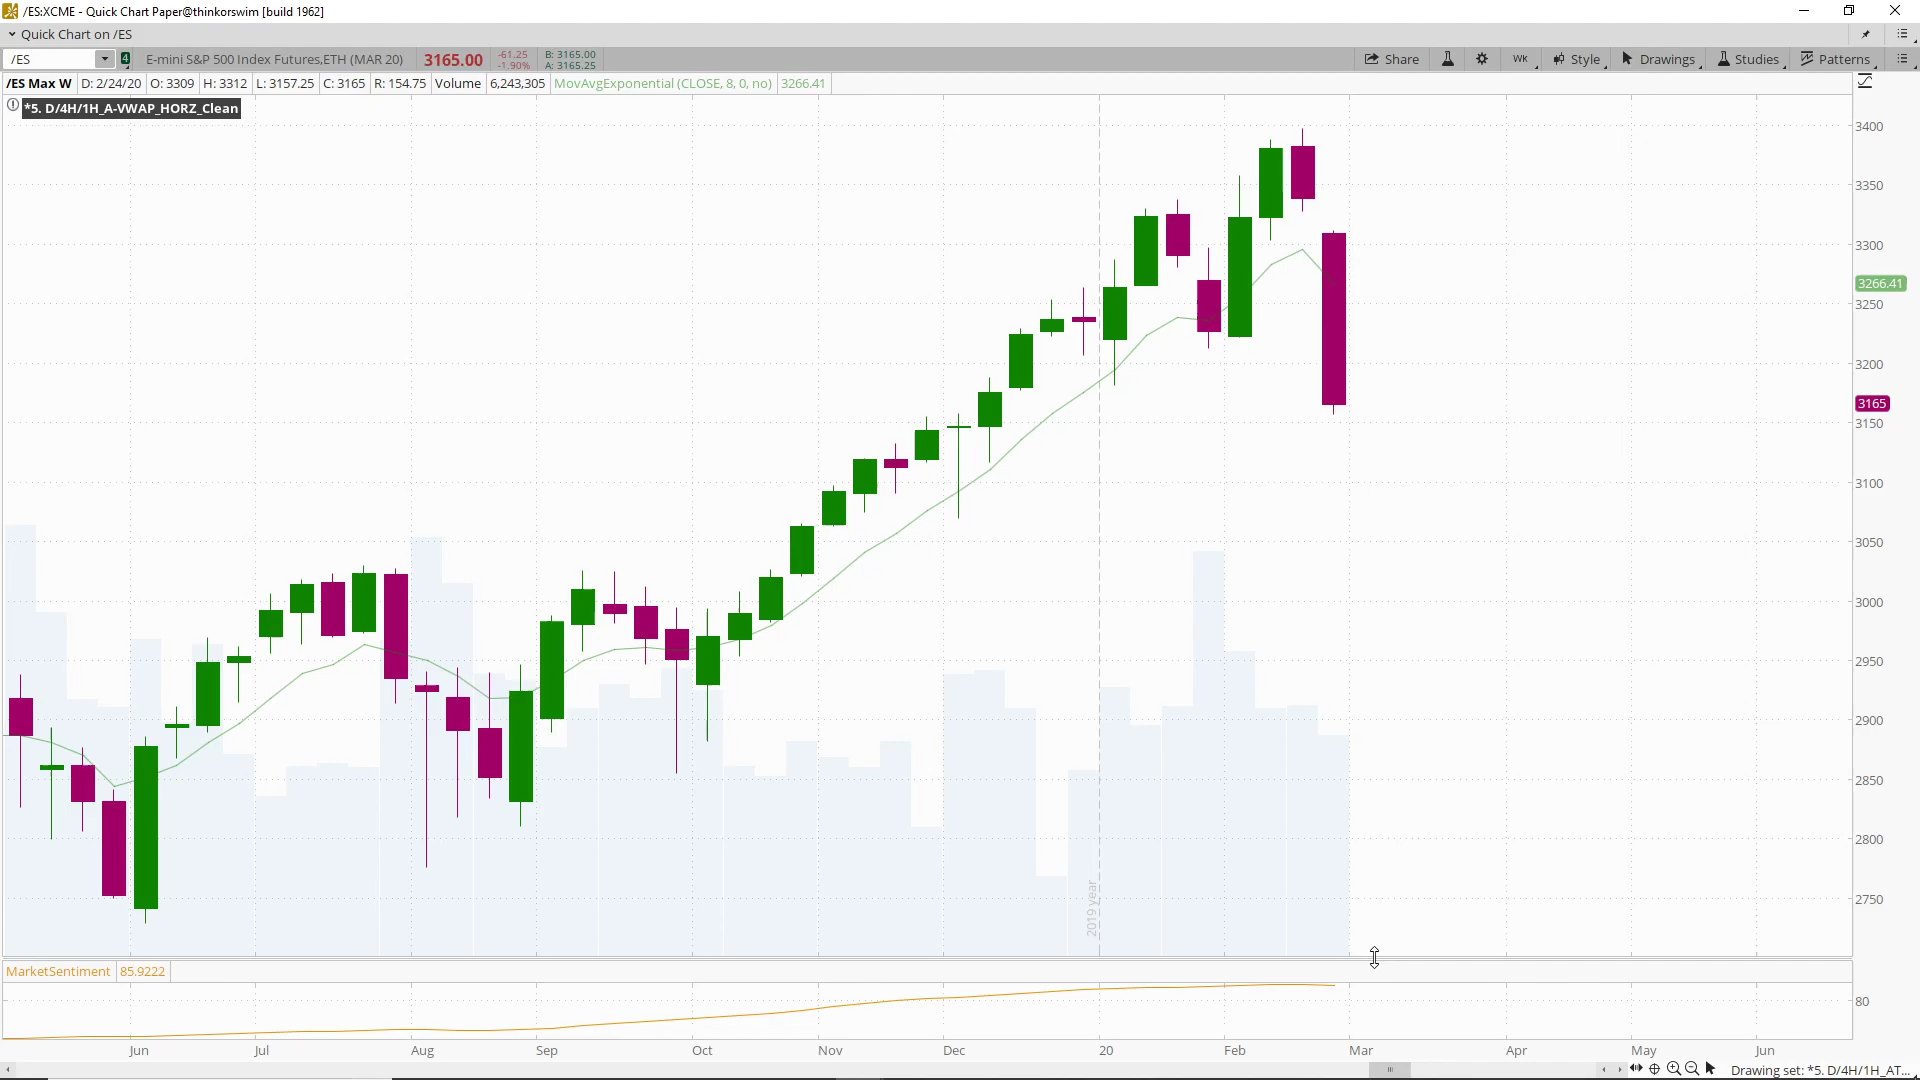 /ES:XCME - Quick Chart Paper@thinkorswim [build 1962]
Quick Chart on /ES
/ES 4 E-mini S&P 500 Index Futures,ETH (MAR 20) 3165.00 -61.25 -1.90% B: 3165.00 A: 3165.25 Share WK Style Drawings Studies Patterns
/ES Max W D: 2/24/20 O: 3309 H: 3312 L: 3157.25 C: 3165 R: 154.75 Volume 6,243,305 MovAvgExponential (CLOSE, 8, 0, no) 3266.41
*5. D/4H/1H_A-VWAP_HORZ_Clean
3400
3350
3300
3266.41
3250
3200
3165
3150
3100
3050
3000
2950
2900
2850
2800
2750
2019 year
MarketSentiment 85.9222
80
Jun Jul Aug Sep Oct Nov Dec 20 Feb Mar Apr May Jun
Drawing set: *5. D/4H/1H_AT...